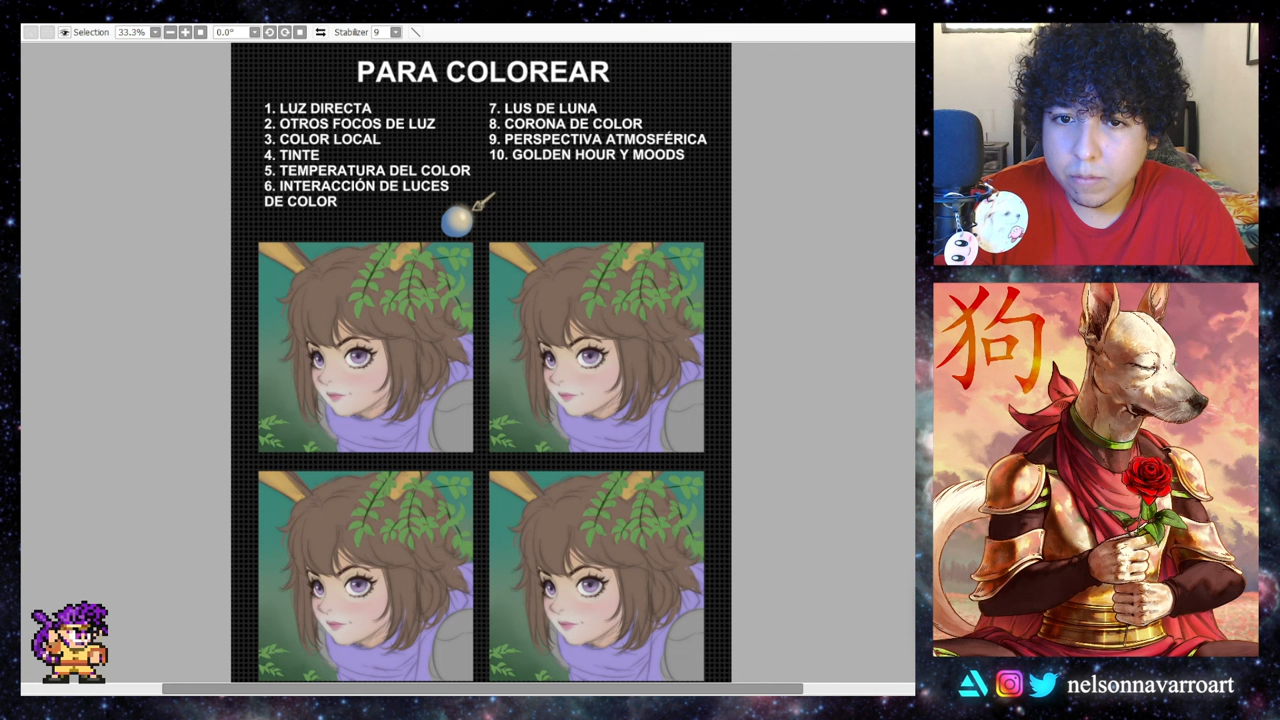 Selection 33.3% 0.0° Stabilizer 9
PARA COLOREAR
1. LUZ DIRECTA
2. OTROS FOCOS DE LUZ
3. COLOR LOCAL
4. TINTE
5. TEMPERATURA DEL COLOR
6. INTERACCIÓN DE LUCES
DE COLOR
7. LUS DE LUNA
8. CORONA DE COLOR
9. PERSPECTIVA ATMOSFÉRICA
10. GOLDEN HOUR Y MOODS
狗
nelsonnavarroart